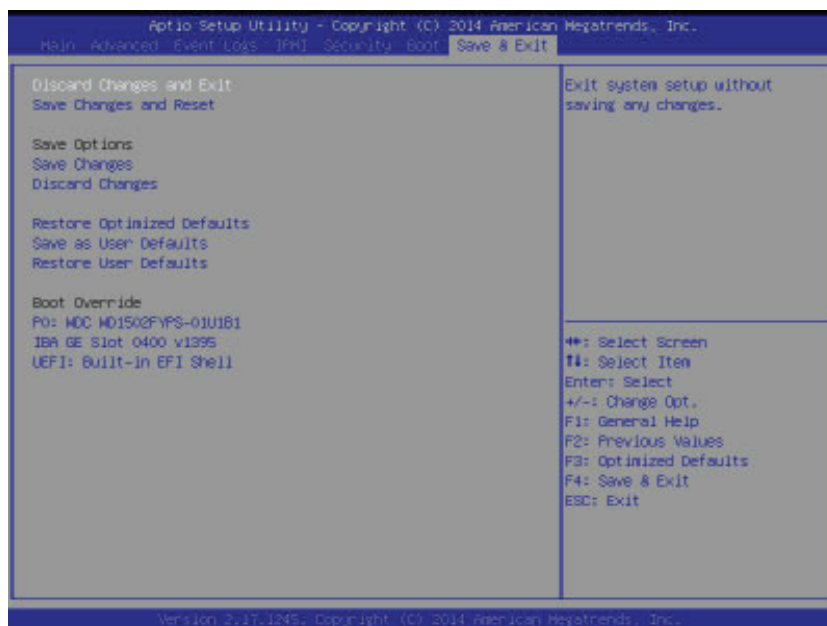 Aptio Setup Utility - Copyright (C) 2014 American Megatrends, Inc.
Main Advanced Event Logs IPMI Security Boot Save & Exit
Discard Changes and Exit
Save Changes and Reset
Save Options
Save Changes
Discard Changes
Restore Optimized Defaults
Save as User Defaults
Restore User Defaults
Boot Override
P0: WDC WD1502FYPS-01U1B1
IBA GE Slot 0400 v1395
UEFI: Built-in EFI Shell
Exit system setup without
saving any changes.
→←: Select Screen
↑↓: Select Item
Enter: Select
+/-: Change Opt.
F1: General Help
F2: Previous Values
F3: Optimized Defaults
F4: Save & Exit
ESC: Exit
Version 2.17.1245. Copyright (C) 2014 American Megatrends, Inc.